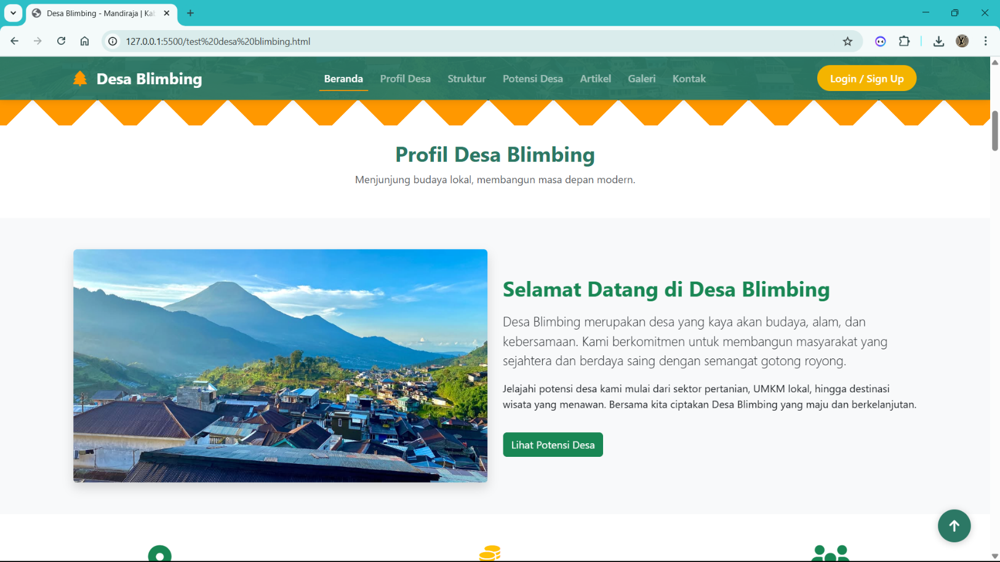 Desa Blimbing - Mandiraja | Kab
127.0.0.1:5500/test%20desa%20blimbing.html
Desa Blimbing
Beranda
Profil Desa
Struktur
Potensi Desa
Artikel
Galeri
Kontak
Login / Sign Up
Profil Desa Blimbing
Menjunjung budaya lokal, membangun masa depan modern.
Selamat Datang di Desa Blimbing
Desa Blimbing merupakan desa yang kaya akan budaya, alam, dan
kebersamaan. Kami berkomitmen untuk membangun masyarakat yang
sejahtera dan berdaya saing dengan semangat gotong royong.
Jelajahi potensi desa kami mulai dari sektor pertanian, UMKM lokal, hingga destinasi
wisata yang menawan. Bersama kita ciptakan Desa Blimbing yang maju dan berkelanjutan.
Lihat Potensi Desa